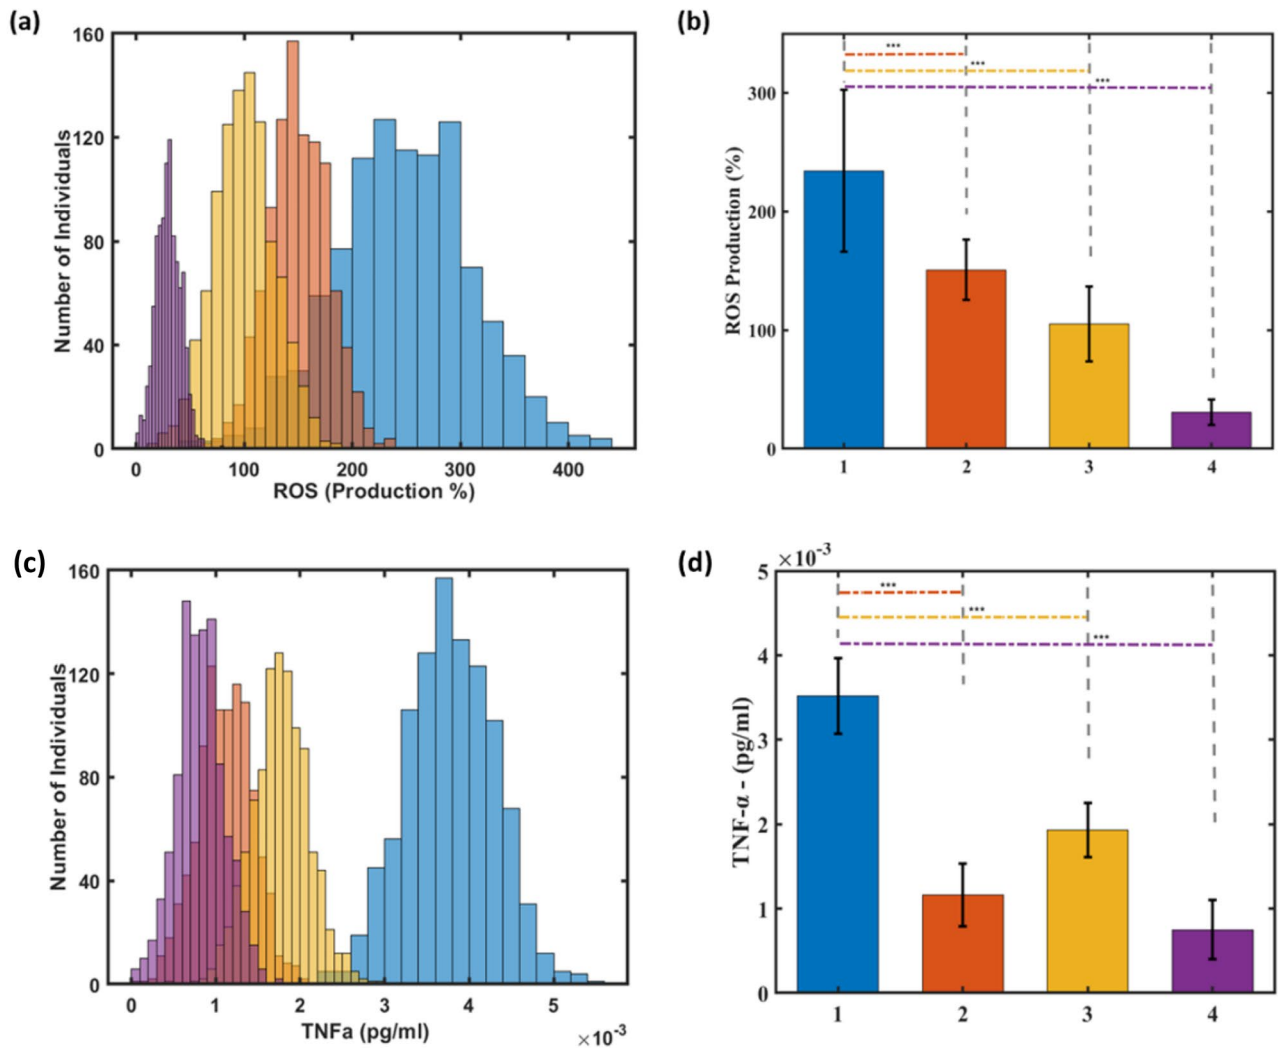 (a)
160
120
80
40
0
Number of Individuals
0 100 200 300 400
ROS (Production %)
(b)
300
200
100
0
ROS Production (%)
***
***
***
1 2 3 4
(c)
160
120
80
40
0
Number of Individuals
0 1 2 3 4 5
TNFa (pg/ml)
×10⁻³
(d)
×10⁻³
5
4
3
2
1
0
TNF-α - (pg/ml)
***
***
***
1 2 3 4